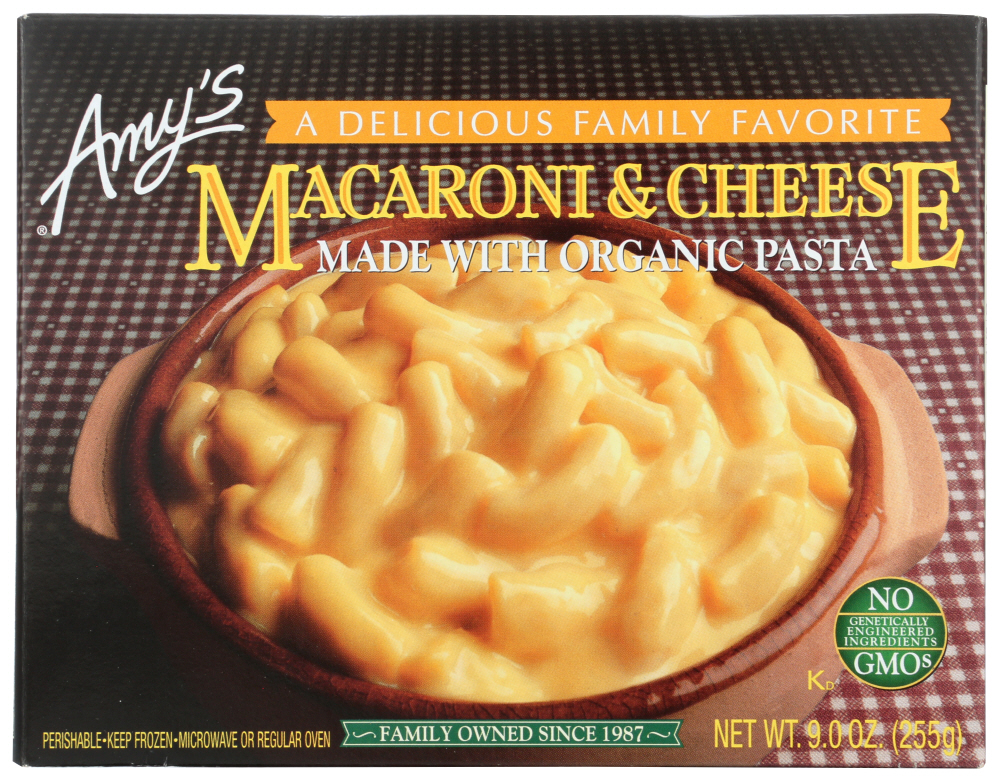 Amy's
®
A DELICIOUS FAMILY FAVORITE
MACARONI & CHEESE
MADE WITH ORGANIC PASTA
NO
GENETICALLY
ENGINEERED
INGREDIENTS
GMOs
KD
PERISHABLE•KEEP FROZEN•MICROWAVE OR REGULAR OVEN
FAMILY OWNED SINCE 1987
NET WT. 9.0 OZ. (255g)